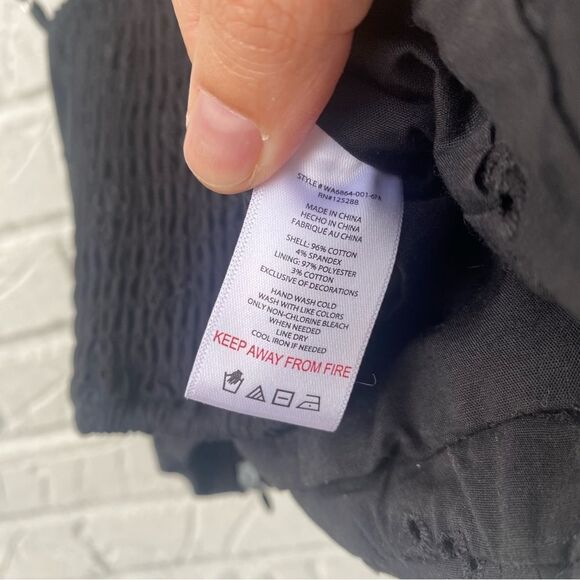 STYLE # WA6864-001-6PK
RN#125288
MADE IN CHINA
HECHO IN CHINA
FABRIQUÉ AU CHINA
SHELL: 96% COTTON
4% SPANDEX
LINING: 97% POLYESTER
3% COTTON
EXCLUSIVE OF DECORATIONS
HAND WASH COLD
WASH WITH LIKE COLORS
ONLY NON-CHLORINE BLEACH
WHEN NEEDED
LINE DRY
COOL IRON IF NEEDED
KEEP AWAY FROM FIRE